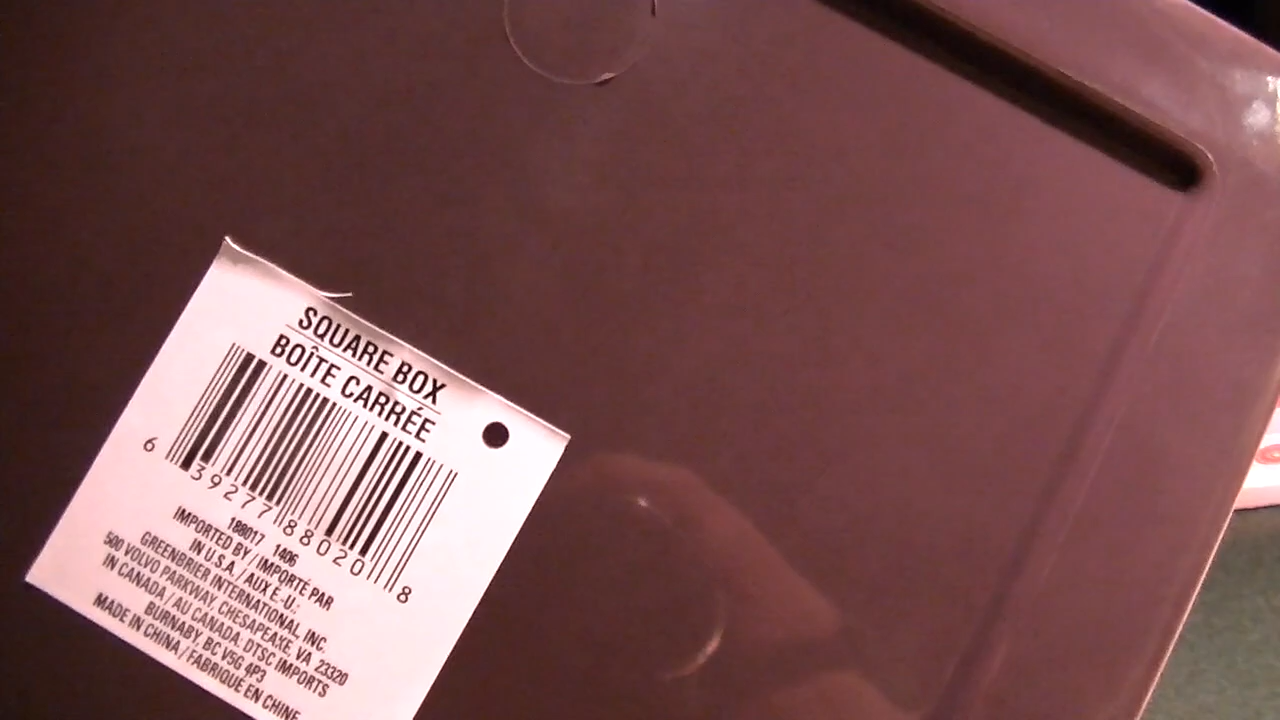 SQUARE BOX
BOÎTE CARRÉE
6 39277 88020 8
188017 1406
IMPORTED BY / IMPORTÉ PAR
IN U.S.A. / AUX É.-U.:
GREENBRIER INTERNATIONAL, INC.
500 VOLVO PARKWAY, CHESAPEAKE, VA 23320
IN CANADA / AU CANADA: DTSC IMPORTS
BURNABY, BC V5G 4P3
MADE IN CHINA / FABRIQUÉ EN CHINE